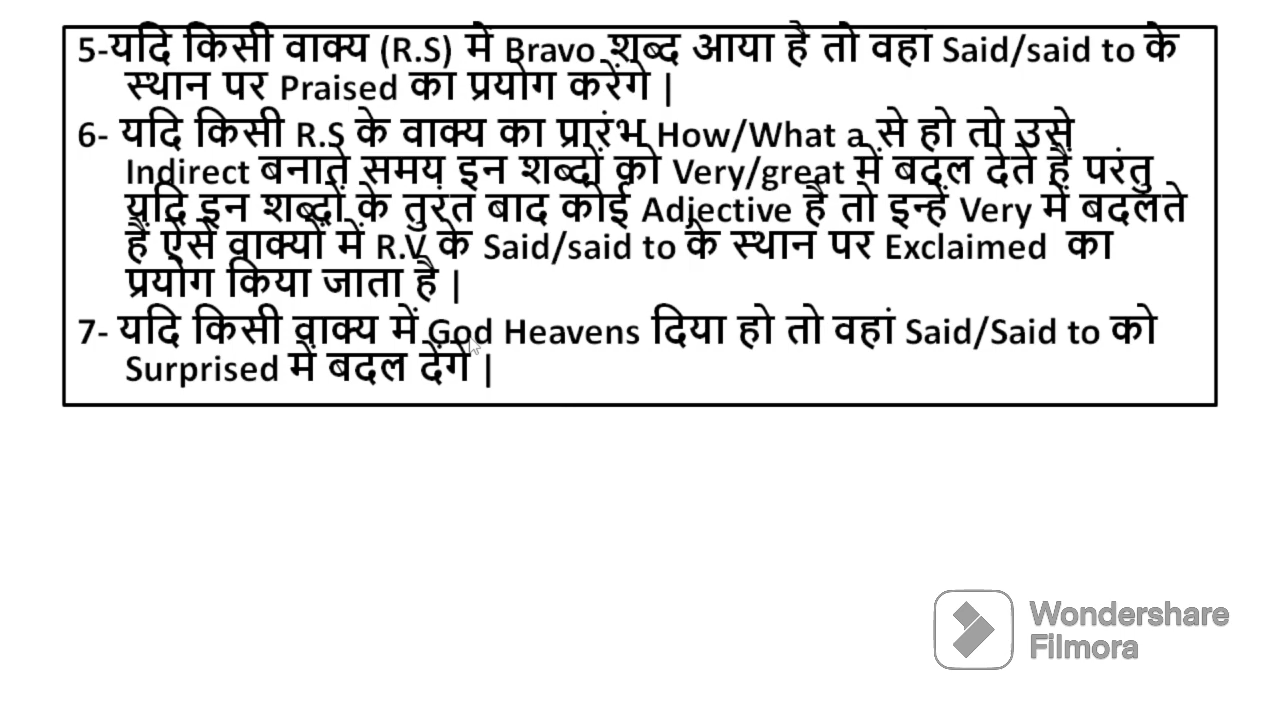 5-यदि किसी वाक्य (R.S) में Bravo शब्द आया है तो वहां Said/said to के
स्थान पर Praised का प्रयोग करेंगे |
6- यदि किसी R.S के वाक्य का प्रारंभ How/What a से हो तो उसे
Indirect बनाते समय इन शब्दों को Very/great में बदल देते हैं परंतु
यदि इन शब्दों के तुरंत बाद कोई Adjective है तो इन्हें Very में बदलते
हैं ऐसे वाक्यों में R.V के Said/said to के स्थान पर Exclaimed का
प्रयोग किया जाता है |
7- यदि किसी वाक्य में God Heavens दिया हो तो वहां Said/Said to को
Surprised में बदल देंगे |
Wondershare
Filmora